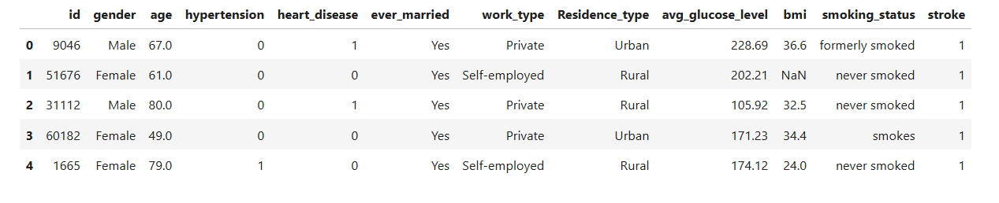 id gender age hypertension heart_disease ever_married work_type Residence_type avg_glucose_level bmi smoking_status stroke
0 9046 Male 67.0 0 1 Yes Private Urban 228.69 36.6 formerly smoked 1
1 51676 Female 61.0 0 0 Yes Self-employed Rural 202.21 NaN never smoked 1
2 31112 Male 80.0 0 1 Yes Private Rural 105.92 32.5 never smoked 1
3 60182 Female 49.0 0 0 Yes Private Urban 171.23 34.4 smokes 1
4 1665 Female 79.0 1 0 Yes Self-employed Rural 174.12 24.0 never smoked 1